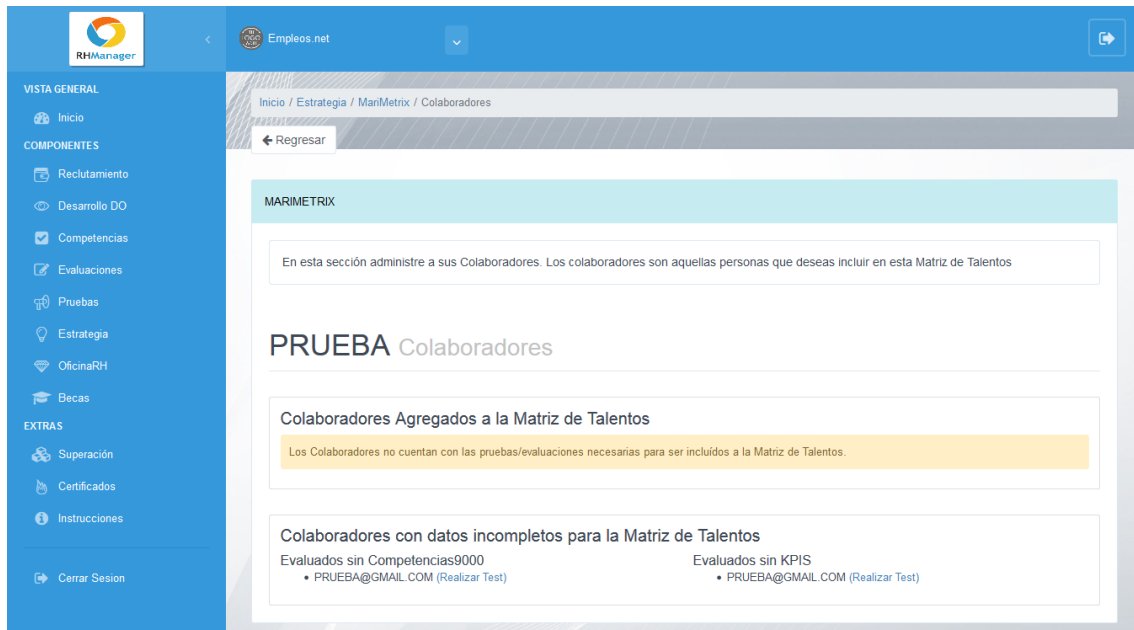 RHManager
Empleos.net
VISTA GENERAL
Inicio
COMPONENTES
Reclutamiento
Desarrollo DO
Competencias
Evaluaciones
Pruebas
Estrategia
OficinaRH
Becas
EXTRAS
Superación
Certificados
Instrucciones
Cerrar Sesion
Inicio / Estrategia / MariMetrix / Colaboradores
Regresar
MARIMETRIX
En esta sección administre a sus Colaboradores. Los colaboradores son aquellas personas que deseas incluir en esta Matriz de Talentos
PRUEBA Colaboradores
Colaboradores Agregados a la Matriz de Talentos
Los Colaboradores no cuentan con las pruebas/evaluaciones necesarias para ser incluídos a la Matriz de Talentos.
Colaboradores con datos incompletos para la Matriz de Talentos
Evaluados sin Competencias9000
• PRUEBA@GMAIL.COM (Realizar Test)
Evaluados sin KPIS
• PRUEBA@GMAIL.COM (Realizar Test)